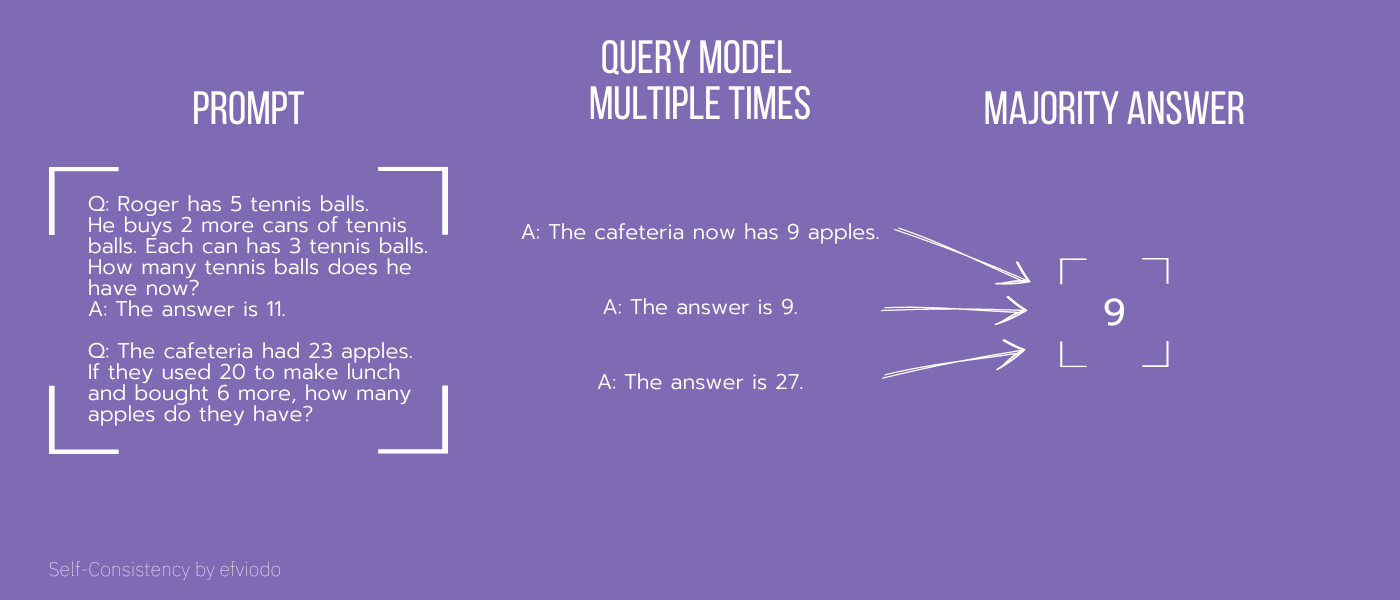 PROMPT
Q: Roger has 5 tennis balls.
He buys 2 more cans of tennis
balls. Each can has 3 tennis balls.
How many tennis balls does he
have now?
A: The answer is 11.
Q: The cafeteria had 23 apples.
If they used 20 to make lunch
and bought 6 more, how many
apples do they have?
QUERY MODEL
MULTIPLE TIMES
A: The cafeteria now has 9 apples.
A: The answer is 9.
A: The answer is 27.
MAJORITY ANSWER
9
Self-Consistency by efviodo